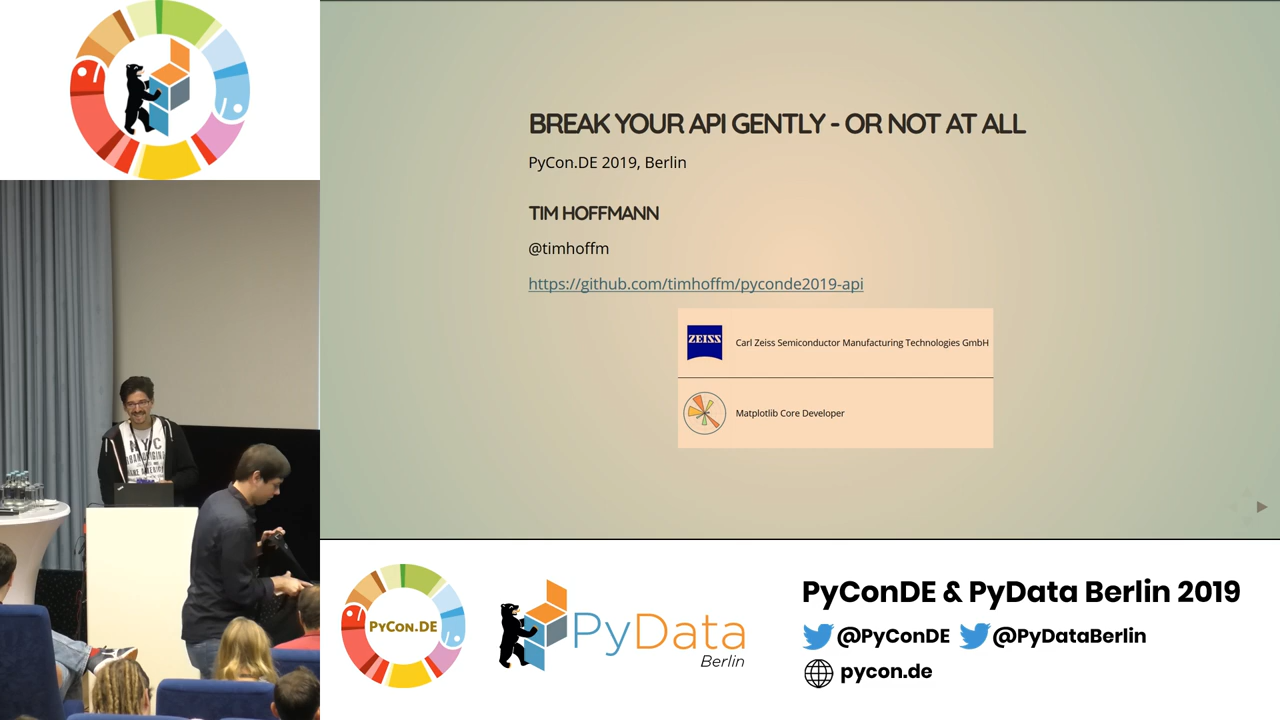 BREAK YOUR API GENTLY - OR NOT AT ALL
PyCon.DE 2019, Berlin
TIM HOFFMANN
@timhoffm
https://github.com/timhoffm/pyconde2019-api
ZEISS
Carl Zeiss Semiconductor Manufacturing Technologies GmbH
Matplotlib Core Developer
NYC
PYCON.DE
PyData
Berlin
PyConDE & PyData Berlin 2019
@PyConDE @PyDataBerlin
pycon.de